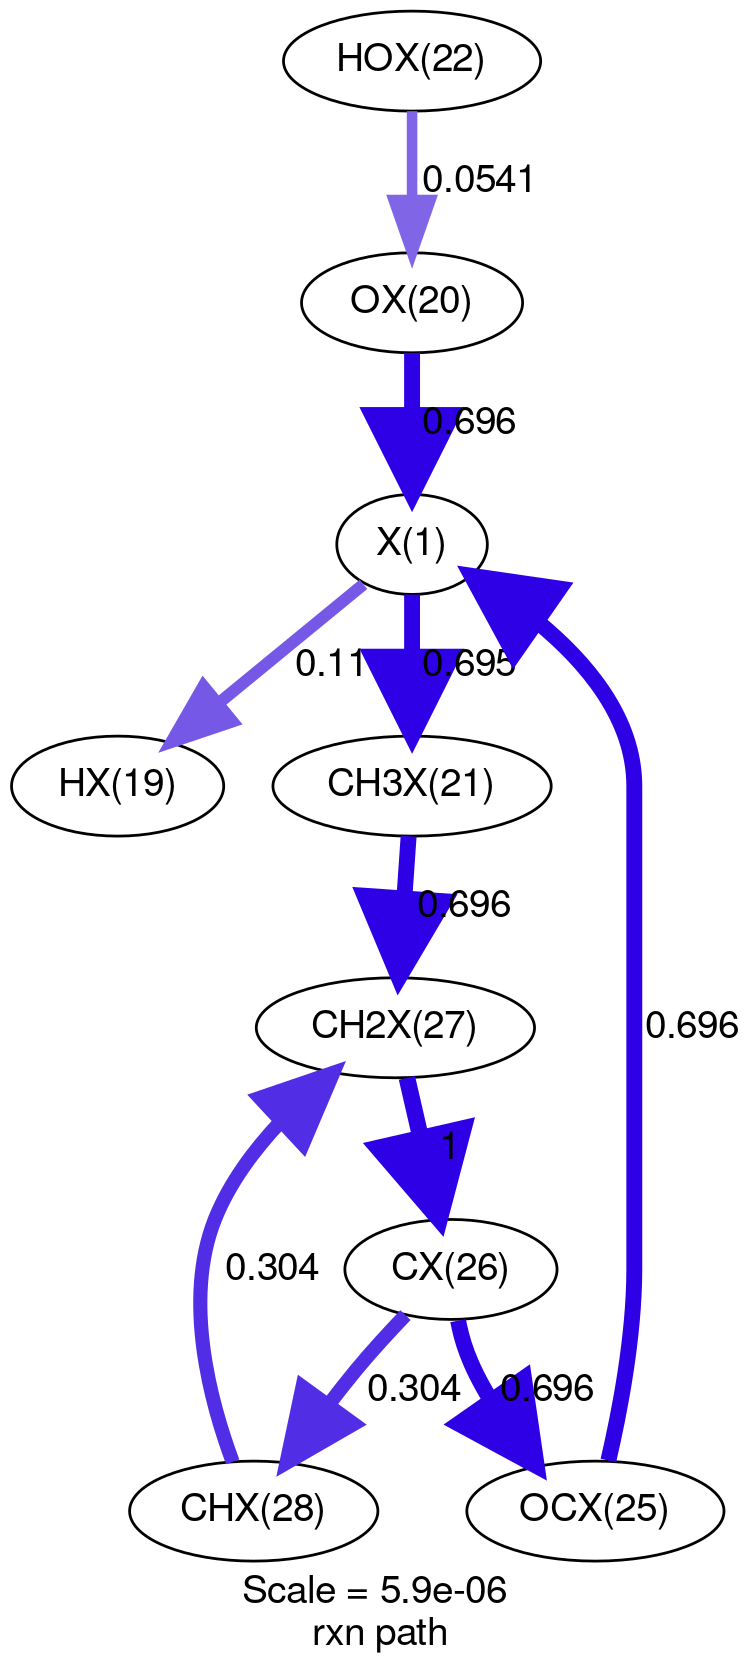 HOX(22)
0.0541
OX(20)
0.696
X(1)
0.11
0.695
HX(19)
CH3X(21)
0.696
CH2X(27)
0.696
1
0.304
CX(26)
0.304
0.696
CHX(28)
OCX(25)
Scale = 5.9e-06
rxn path